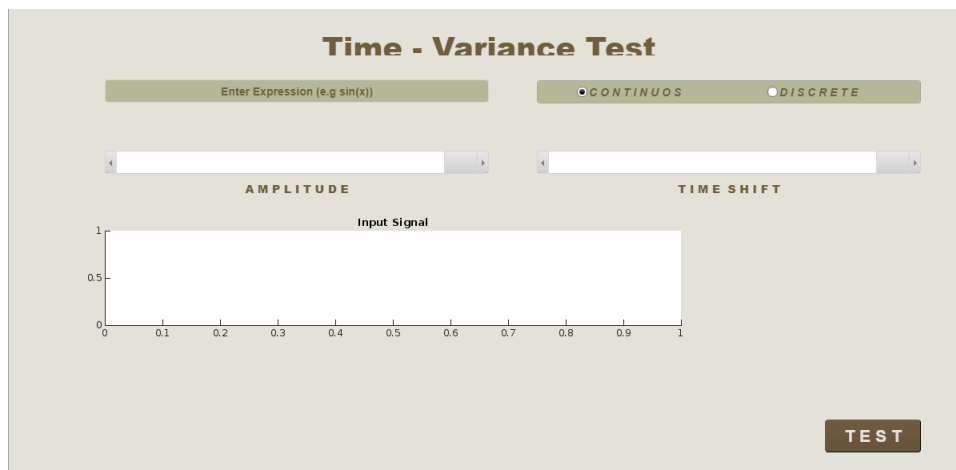 Time - Variance Test
Enter Expression (e.g sin(x))
CONTINUOS
DISCRETE
AMPLITUDE
TIME SHIFT
Input Signal
1
0.5
0
0 0.1 0.2 0.3 0.4 0.5 0.6 0.7 0.8 0.9 1
TEST